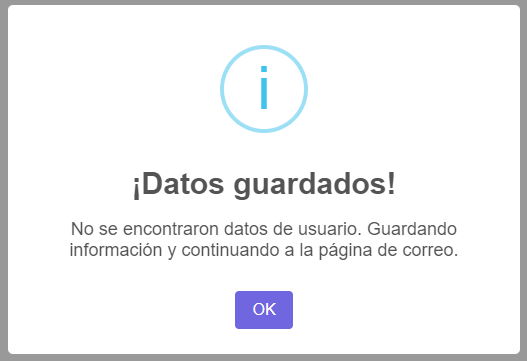 ¡Datos guardados!
No se encontraron datos de usuario. Guardando
información y continuando a la página de correo.
OK